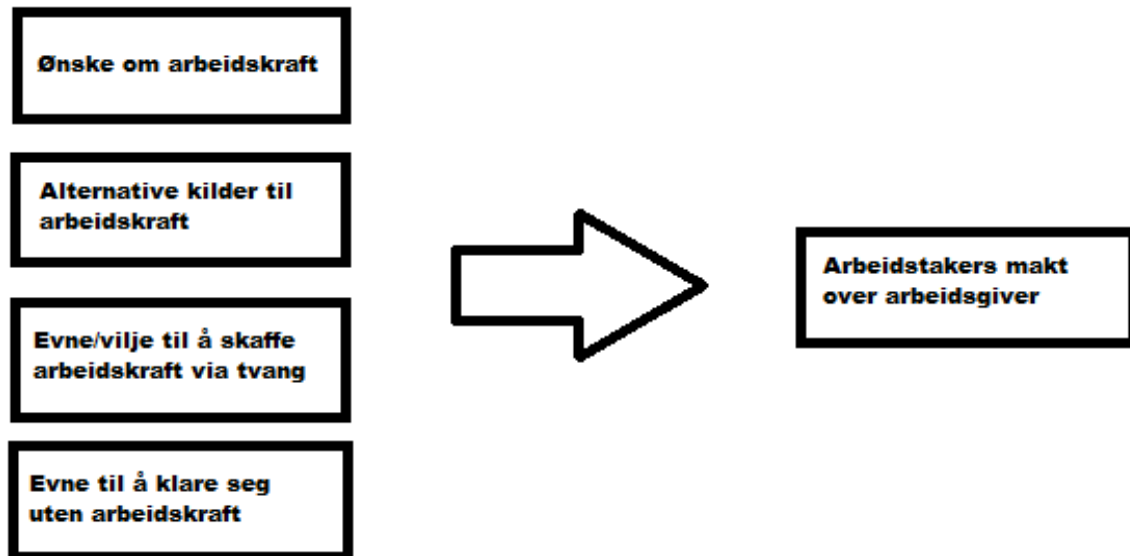 Ønske om arbeidskraft
Alternative kilder til
arbeidskraft
Evne/vilje til å skaffe
arbeidskraft via tvang
Evne til å klare seg
uten arbeidskraft
Arbeidstakers makt
over arbeidsgiver